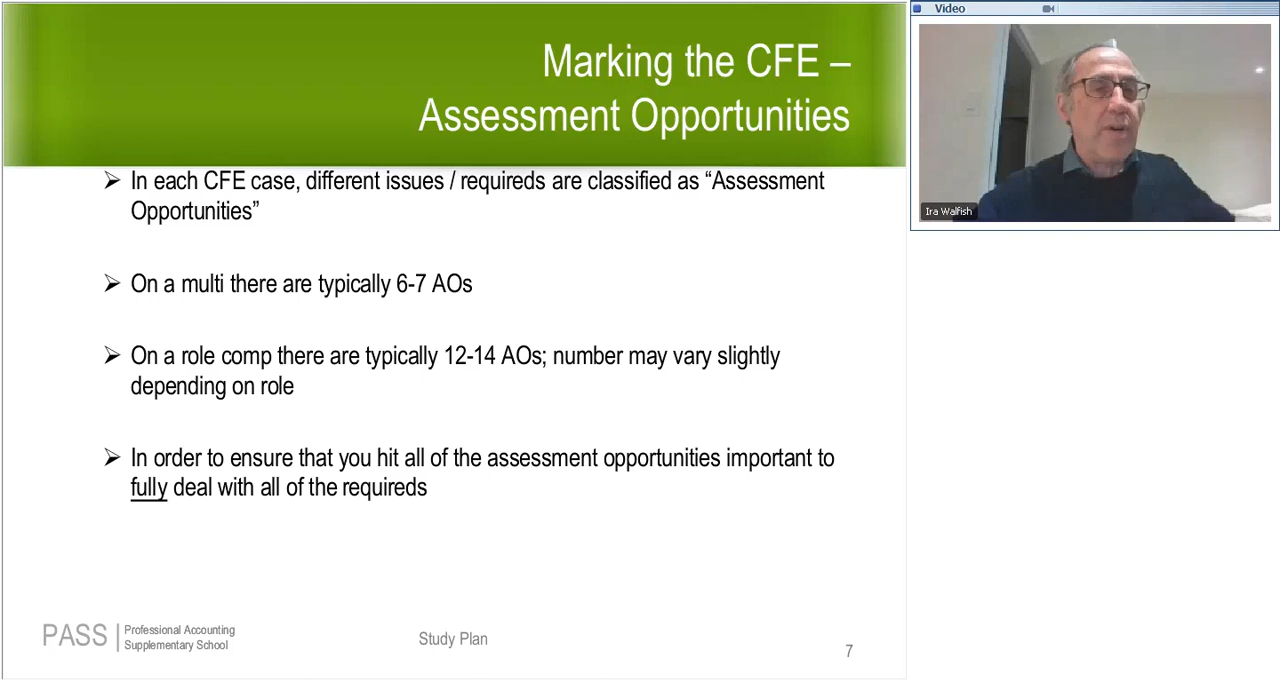 Marking the CFE –
Assessment Opportunities
➢ In each CFE case, different issues / requireds are classified as “Assessment
Opportunities”
➢ On a multi there are typically 6-7 AOs
➢ On a role comp there are typically 12-14 AOs; number may vary slightly
depending on role
➢ In order to ensure that you hit all of the assessment opportunities important to
fully deal with all of the requireds
PASS
Professional Accounting
Supplementary School
Study Plan
7
Video
Ira Walfish